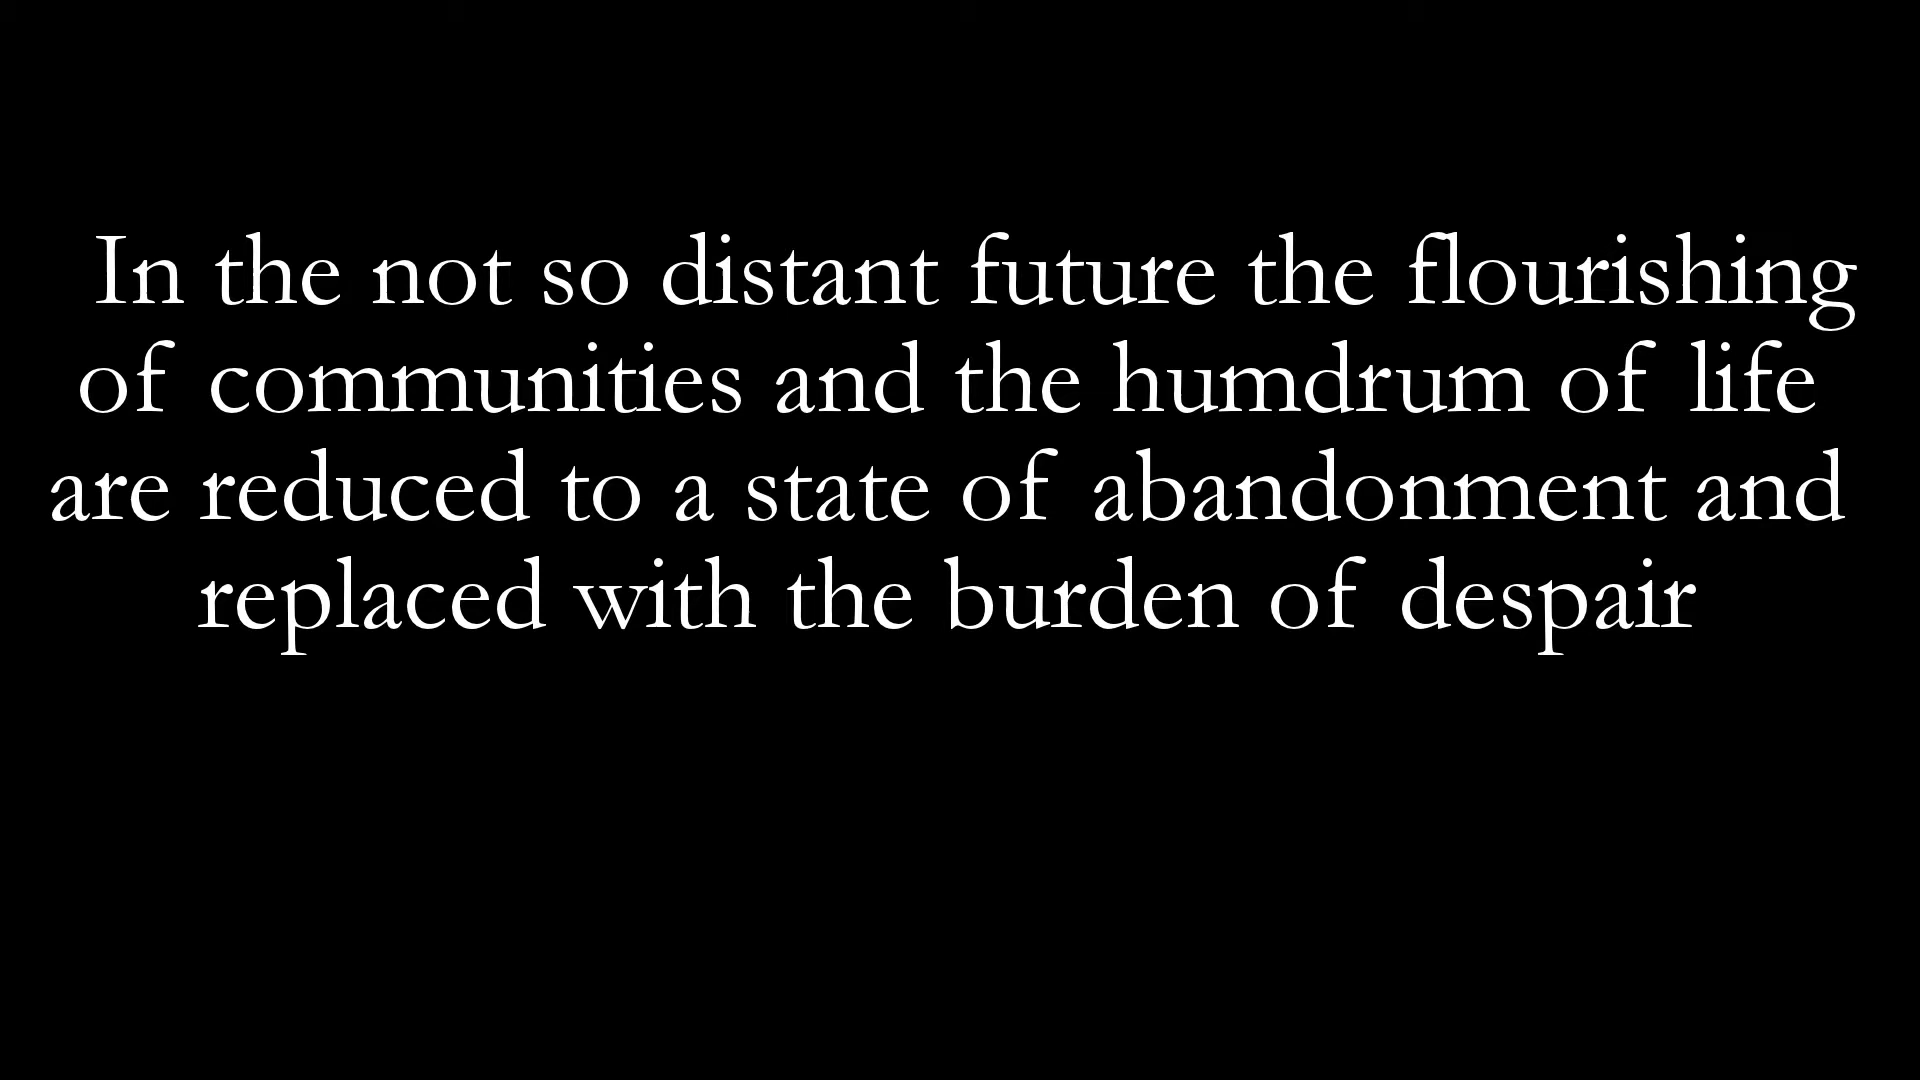 In the not so distant future the flourishing
of communities and the humdrum of life
are reduced to a state of abandonment and
replaced with the burden of despair